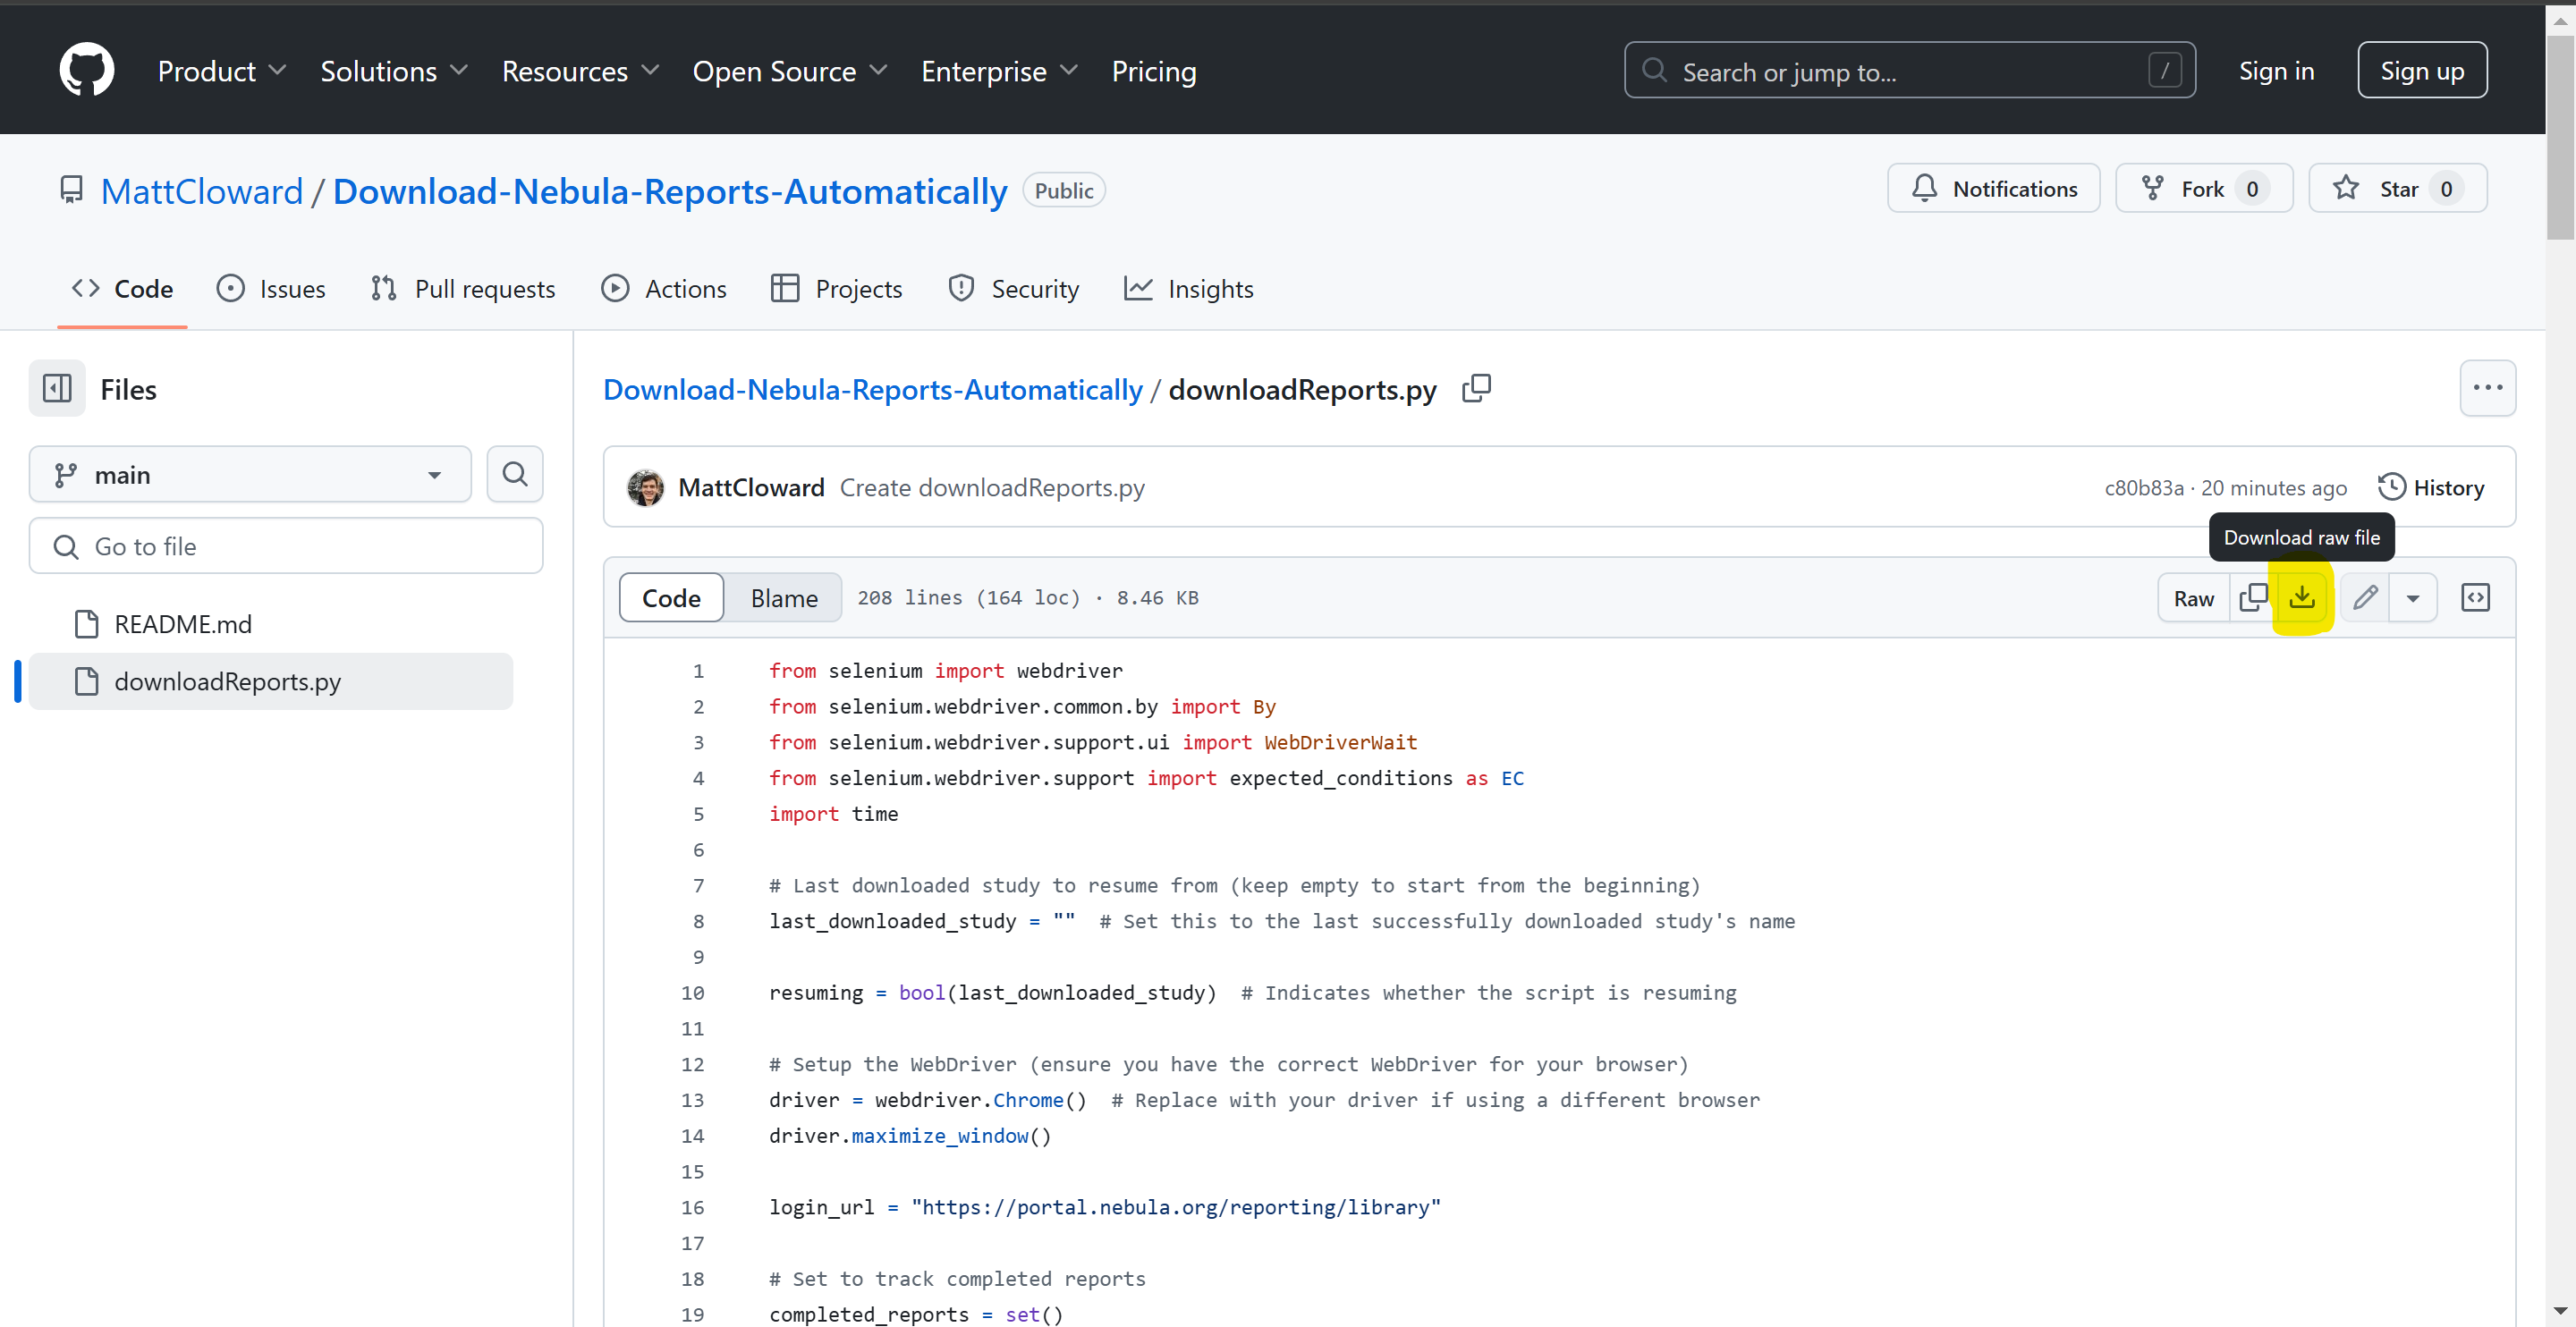 Product Solutions Resources Open Source Enterprise Pricing Search or jump to... / Sign in Sign up
MattCloward / Download-Nebula-Reports-Automatically Public Notifications Fork 0 Star 0
Code Issues Pull requests Actions Projects Security Insights
Files
main
Go to file
README.md
downloadReports.py
Download-Nebula-Reports-Automatically / downloadReports.py
MattCloward Create downloadReports.py c80b83a · 20 minutes ago History
Download raw file
Code Blame 208 lines (164 loc) · 8.46 KB Raw
1 from selenium import webdriver
2 from selenium.webdriver.common.by import By
3 from selenium.webdriver.support.ui import WebDriverWait
4 from selenium.webdriver.support import expected_conditions as EC
5 import time
6
7 # Last downloaded study to resume from (keep empty to start from the beginning)
8 last_downloaded_study = "" # Set this to the last successfully downloaded study's name
9
10 resuming = bool(last_downloaded_study) # Indicates whether the script is resuming
11
12 # Setup the WebDriver (ensure you have the correct WebDriver for your browser)
13 driver = webdriver.Chrome() # Replace with your driver if using a different browser
14 driver.maximize_window()
15
16 login_url = "https://portal.nebula.org/reporting/library"
17
18 # Set to track completed reports
19 completed_reports = set()